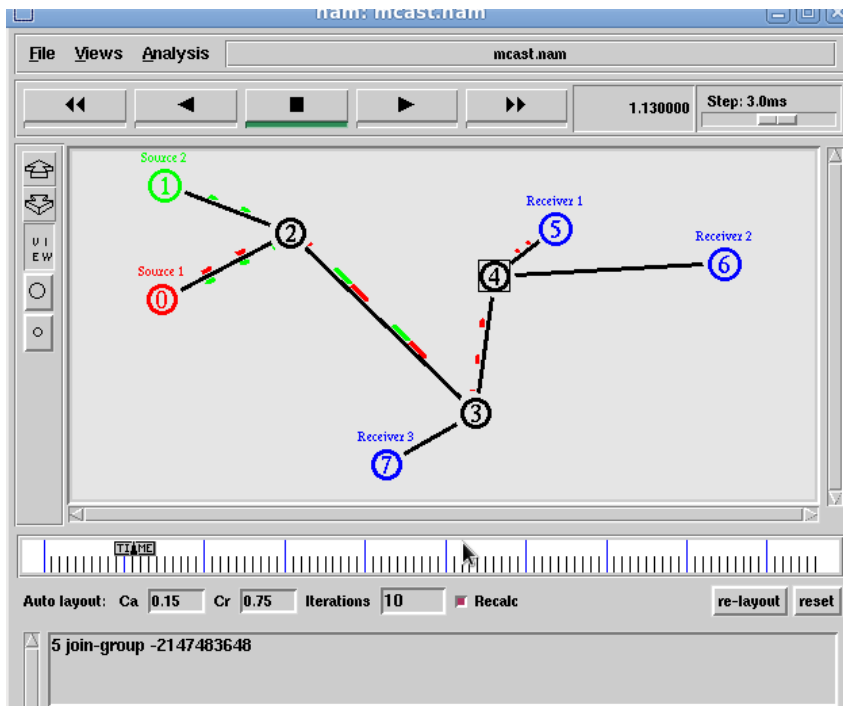 nam: mcast.nam
File Views Analysis mcast.nam
1.130000 Step: 3.0ms
VI
EW
Source 2
1
2
Source 1
0
Receiver 1
5
Receiver 2
6
4
3
Receiver 3
7
TIME
Auto layout: Ca 0.15 Cr 0.75 Iterations 10 Recalc re-layout reset
5 join-group -2147483648